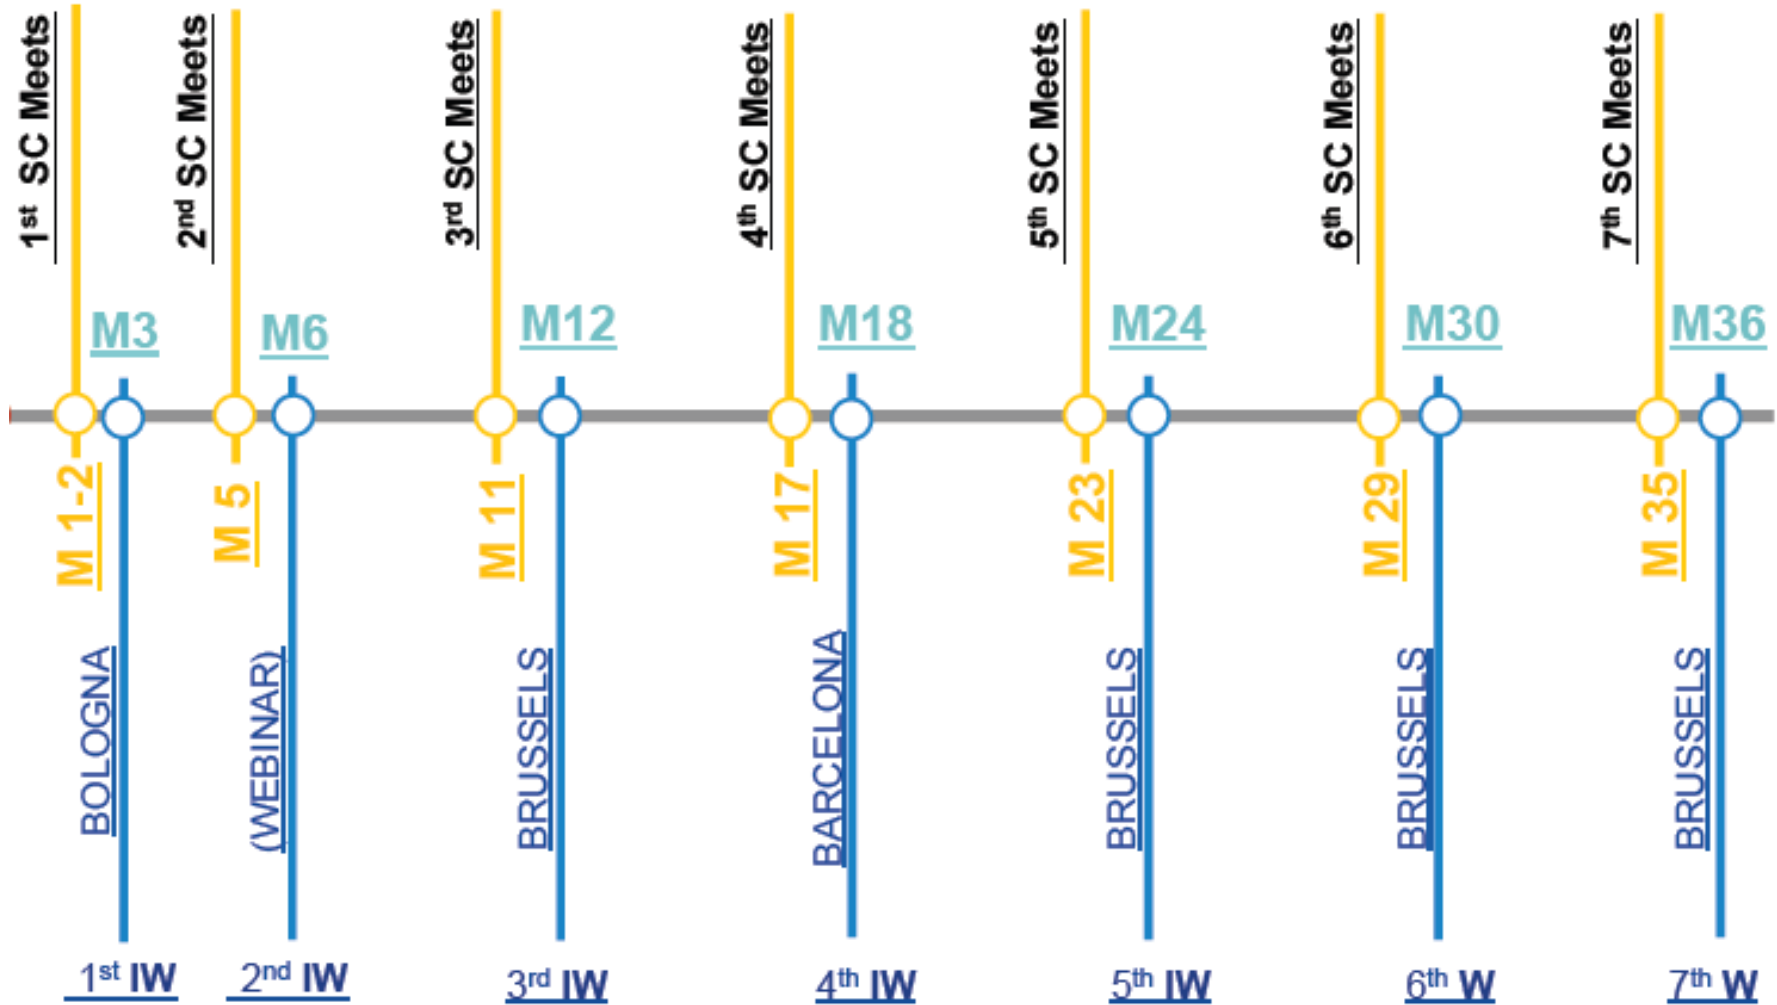 1st SC Meets
2nd SC Meets
3rd SC Meets
4th SC Meets
5th SC Meets
6th SC Meets
7th SC Meets
M3
M6
M12
M18
M24
M30
M36
M 1-2
M 5
M 11
M 17
M 23
M 29
M 35
BOLOGNA
(WEBINAR)
BRUSSELS
BARCELONA
BRUSSELS
BRUSSELS
BRUSSELS
1st IW
2nd IW
3rd IW
4th IW
5th IW
6th W
7th W